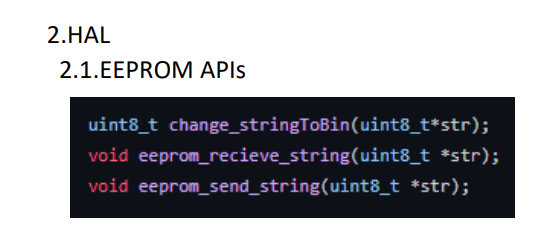 2.HAL
2.1.EEPROM APIs
uint8_t change_stringToBin(uint8_t*str);
void eeprom_recieve_string(uint8_t *str);
void eeprom_send_string(uint8_t *str);